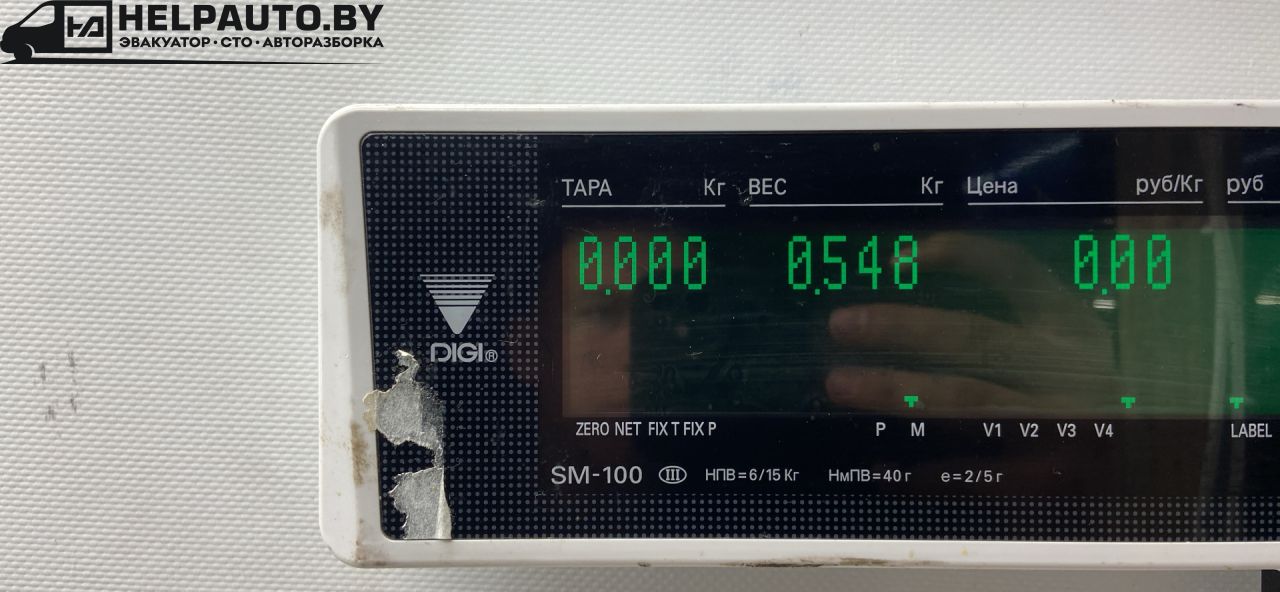 HELPAUTO.BY
ЭВАКУАТОР·СТО·АВТОРАЗБОРКА
ТАРА Кг ВЕС Кг Цена руб/Кг руб
0.000 0.548 0.00
DIGI®
ZERO NET FIX T FIX P P M V1 V2 V3 V4 LABEL
SM-100 III НПВ=6/15 Кг НмПВ=40 г e=2/5 г